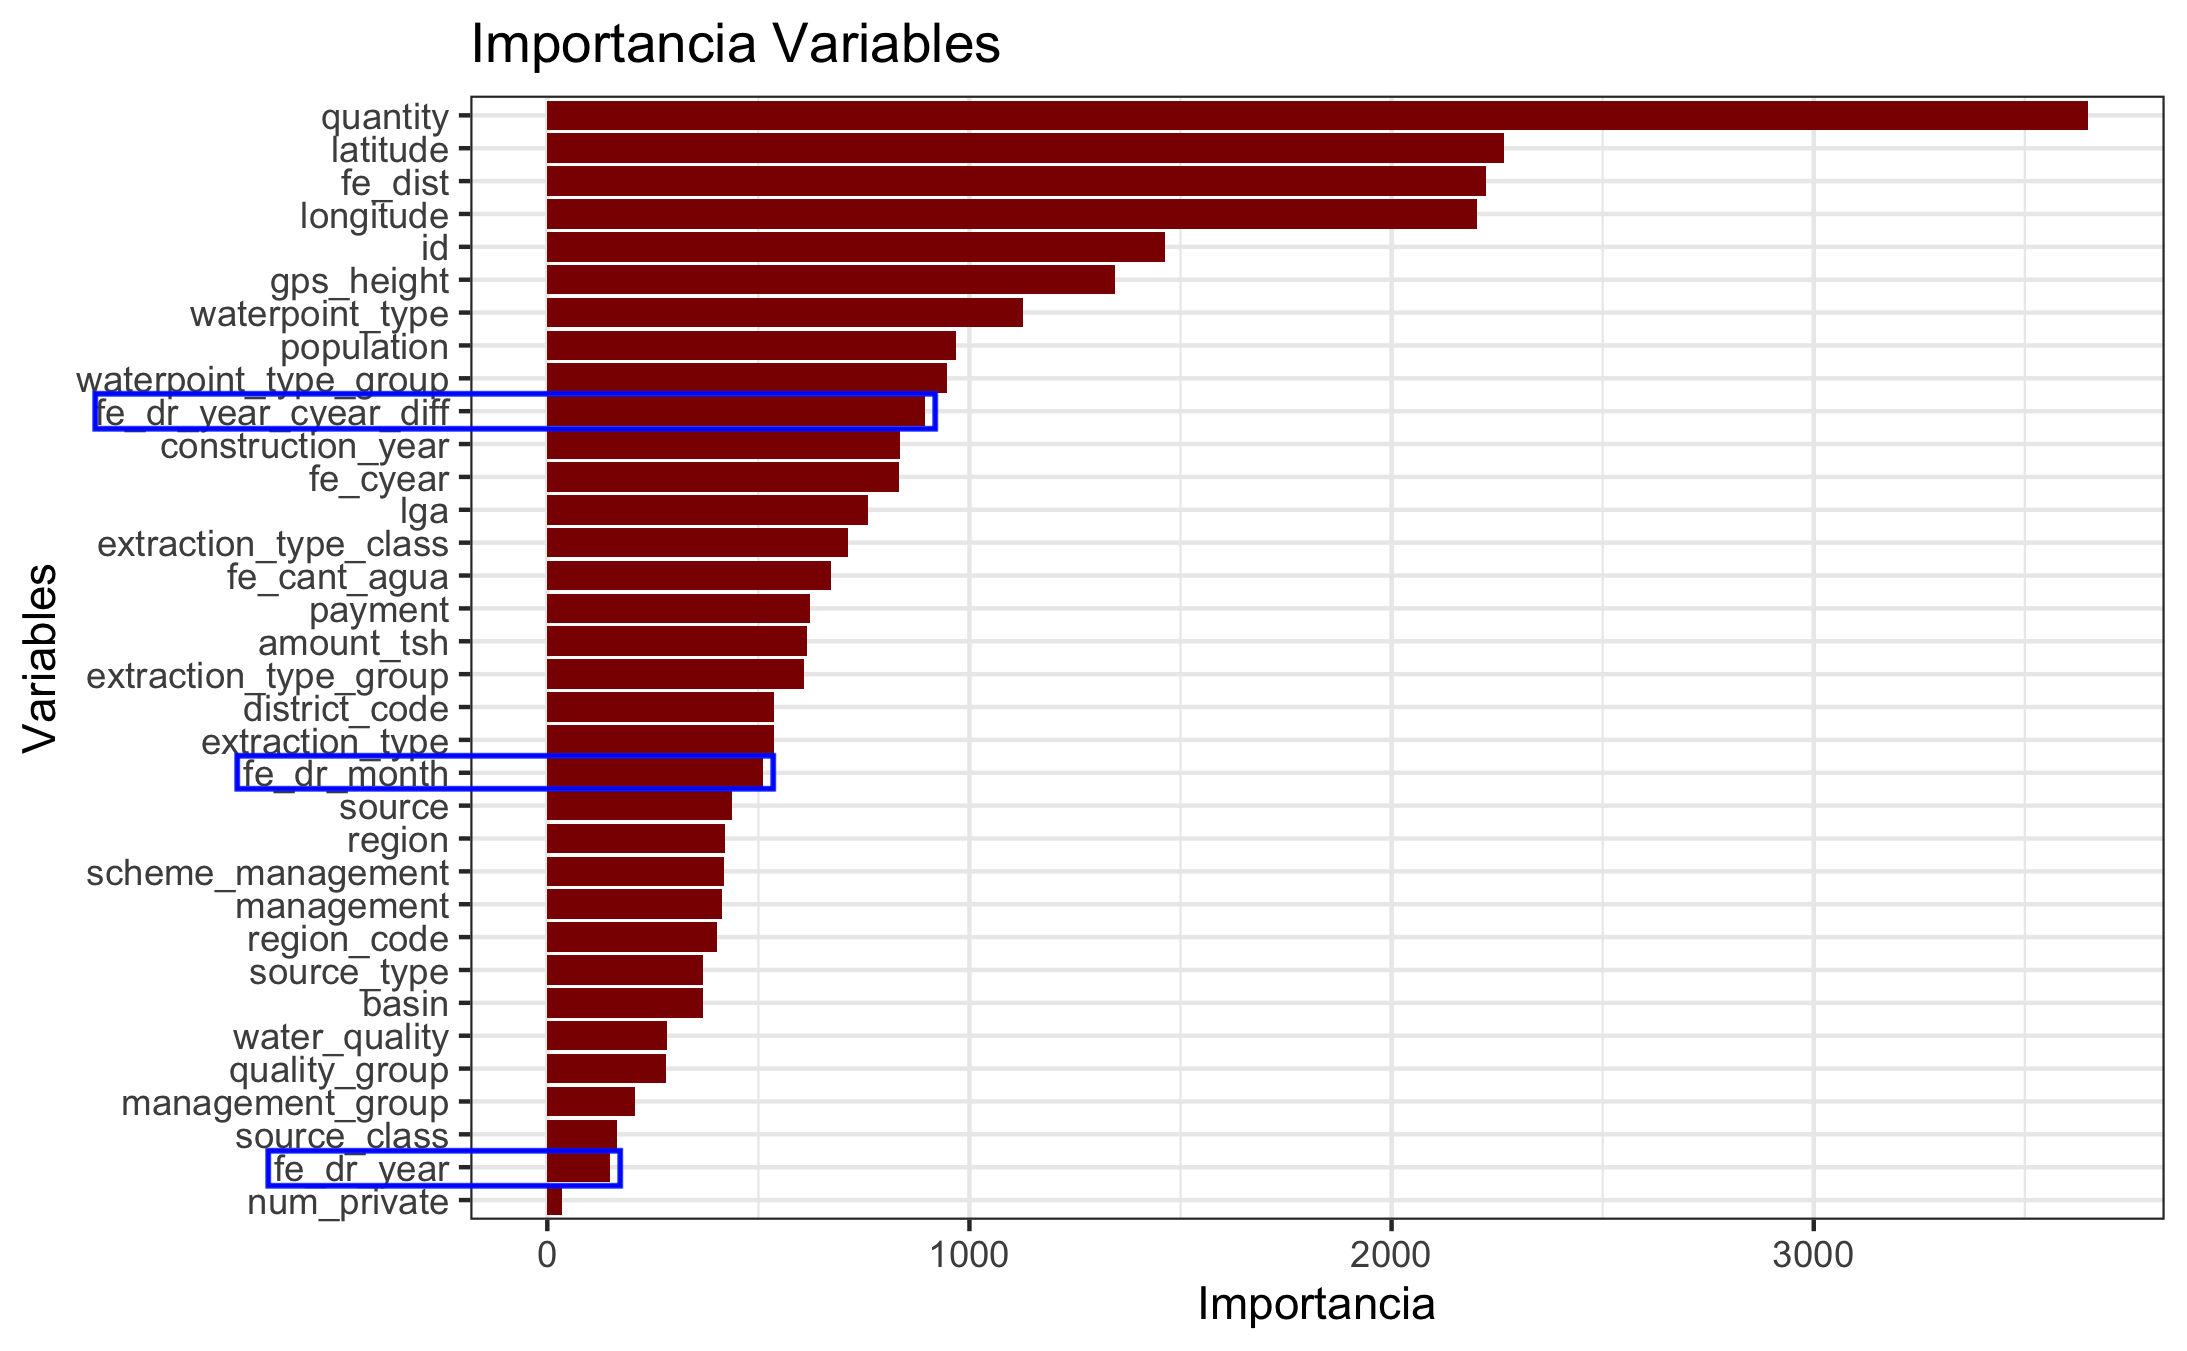 Importancia Variables
quantity
latitude
fe_dist
longitude
id
gps_height
waterpoint_type
population
waterpoint_type_group
fe_dr_year_cyear_diff
construction_year
fe_cyear
lga
extraction_type_class
fe_cant_agua
payment
amount_tsh
extraction_type_group
district_code
extraction_type
fe_dr_month
source
region
scheme_management
management
region_code
source_type
basin
water_quality
quality_group
management_group
source_class
fe_dr_year
num_private
Variables
0 1000 2000 3000
Importancia